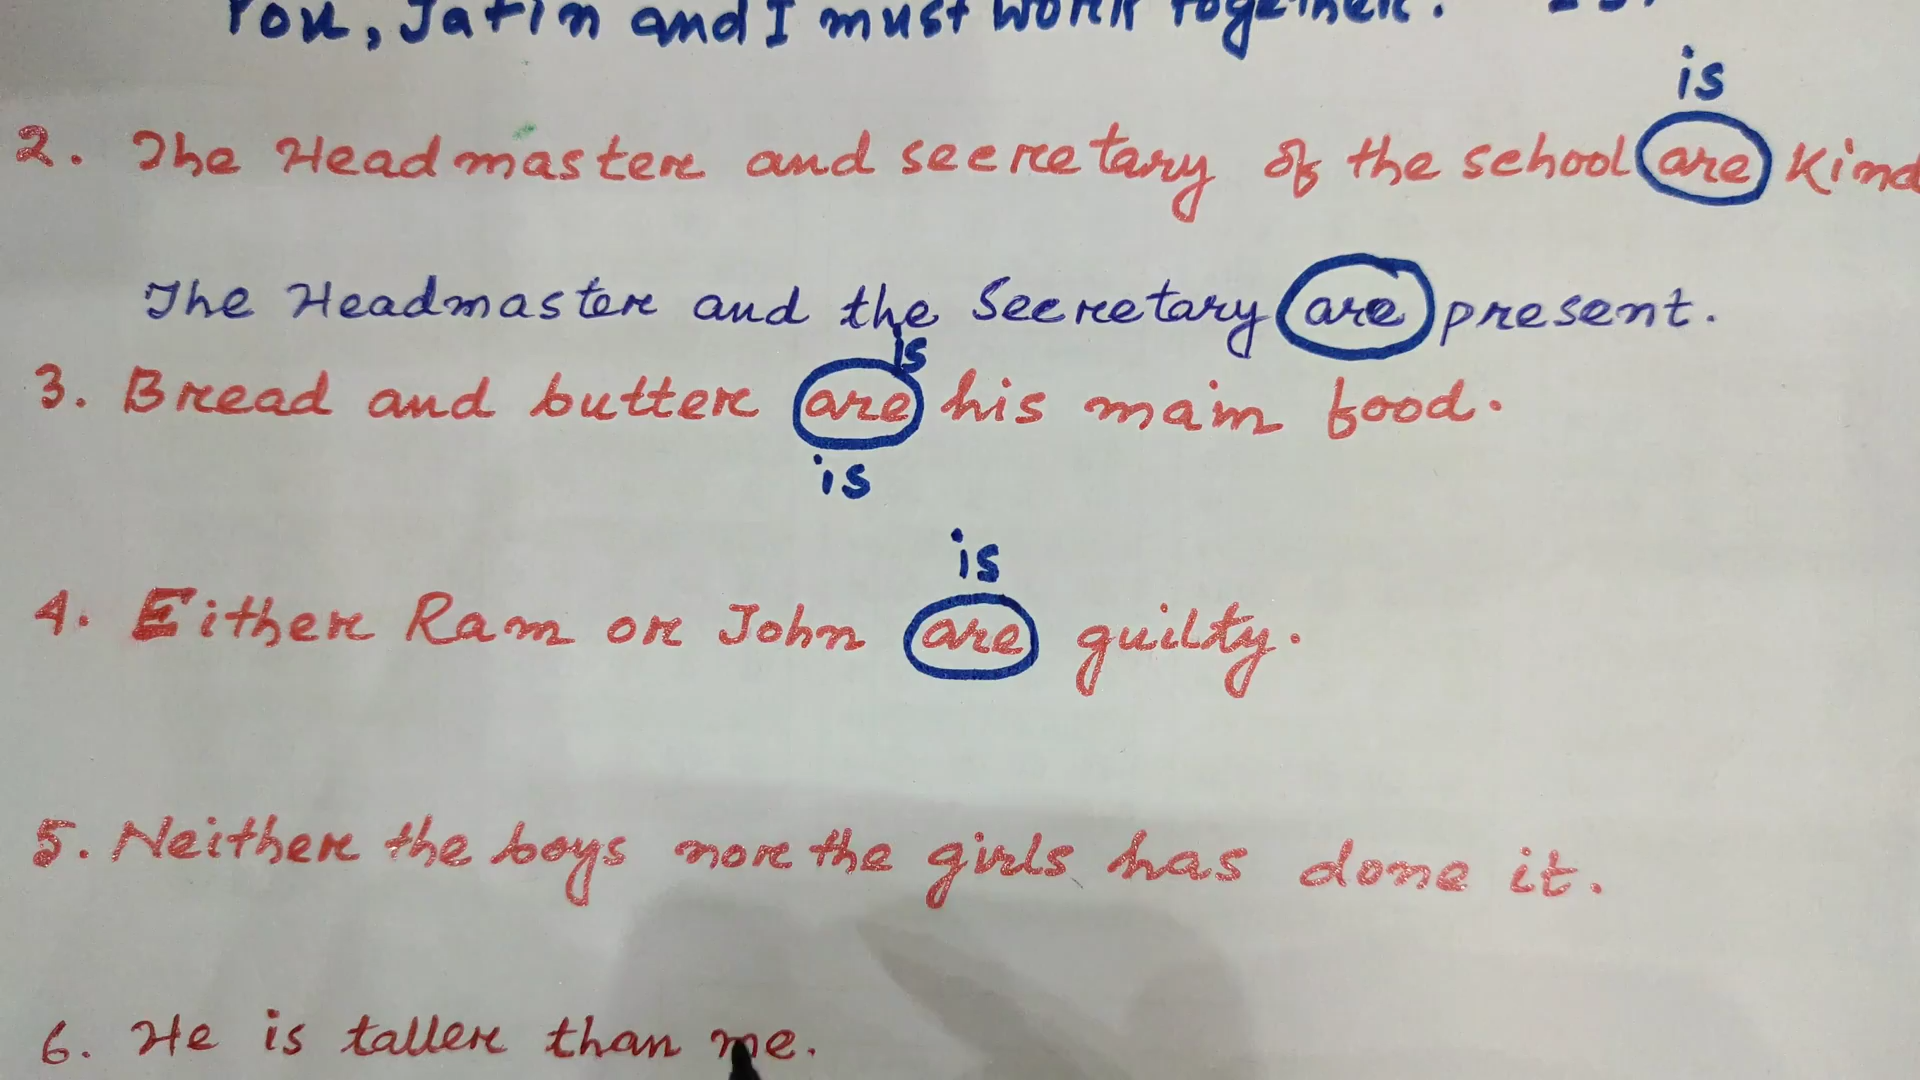 You, Jatin and I must work together.
is
2. The Headmaster and secretary of the school are kind
The Headmaster and the Secretary are present.
is
3. Bread and butter are his main food.
is
is
4. Either Ram or John are guilty.
5. Neither the boys nor the girls has done it.
6. He is taller than me.